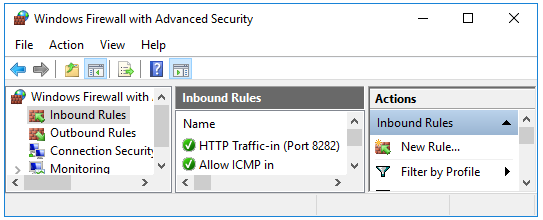 Windows Firewall with Advanced Security
File Action View Help
Windows Firewall with
Inbound Rules
Outbound Rules
Connection Security
Monitoring
Inbound Rules
Name
HTTP Traffic-in (Port 8282)
Allow ICMP in
Actions
Inbound Rules
New Rule...
Filter by Profile